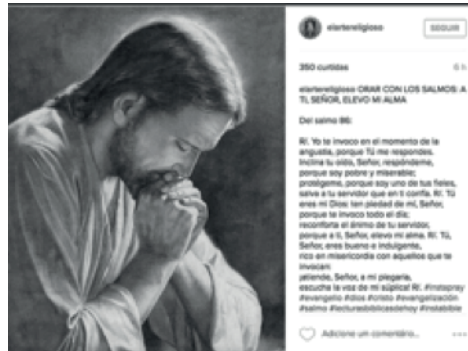 elartereligioso
SEGUIR
350 curtidas
6 h
elartereligioso ORAR CON LOS SALMOS: A
TI, SEÑOR, ELEVO MI ALMA
Del salmo 86:
R/. Yo te invoco en el momento de la
angustia, porque Tú me respondes.
Inclina tu oído, Señor, respóndeme,
porque soy pobre y miserable;
protégeme, porque soy uno de tus fieles,
salva a tu servidor que en ti confía. R/. Tú
eres mi Dios: ten piedad de mí, Señor,
porque te invoco todo el día;
reconforta el ánimo de tu servidor,
porque a ti, Señor, elevo mi alma. R/. Tú,
Señor, eres bueno e indulgente,
rico en misericordia con aquellos que te
invocan:
¡atiende, Señor, a mi plegaria,
escucha la voz de mi súplica! R/. #instapray
#evangelio #dios #cristo #evangelización
#salmo #lecturasbiblicasdehoy #instabible
Adicione um comentário...